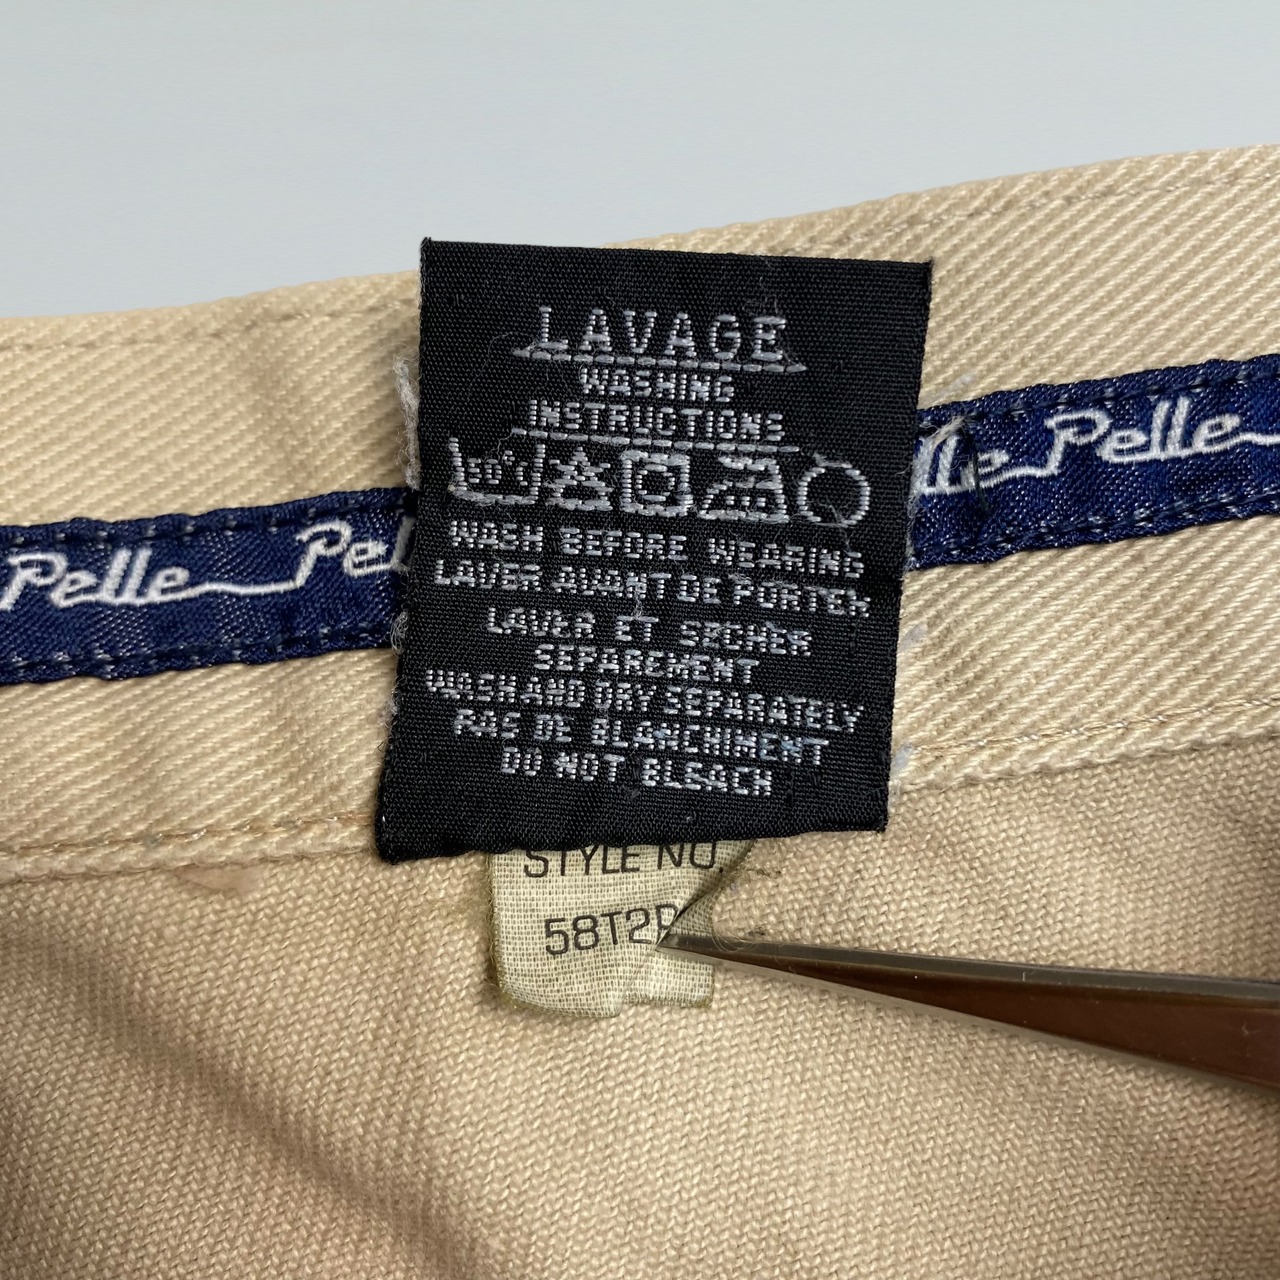 LAVAGE
WASHING
INSTRUCTIONS
50°C
WASH BEFORE WEARING
LAVER AVANT DE PORTER
LAVER ET SECHER
SEPAREMENT
WASH AND DRY SEPARATELY
PAS DE BLANCHIMENT
DO NOT BLEACH
Pelle Pelle
Pelle
STYLE NO.
58T2